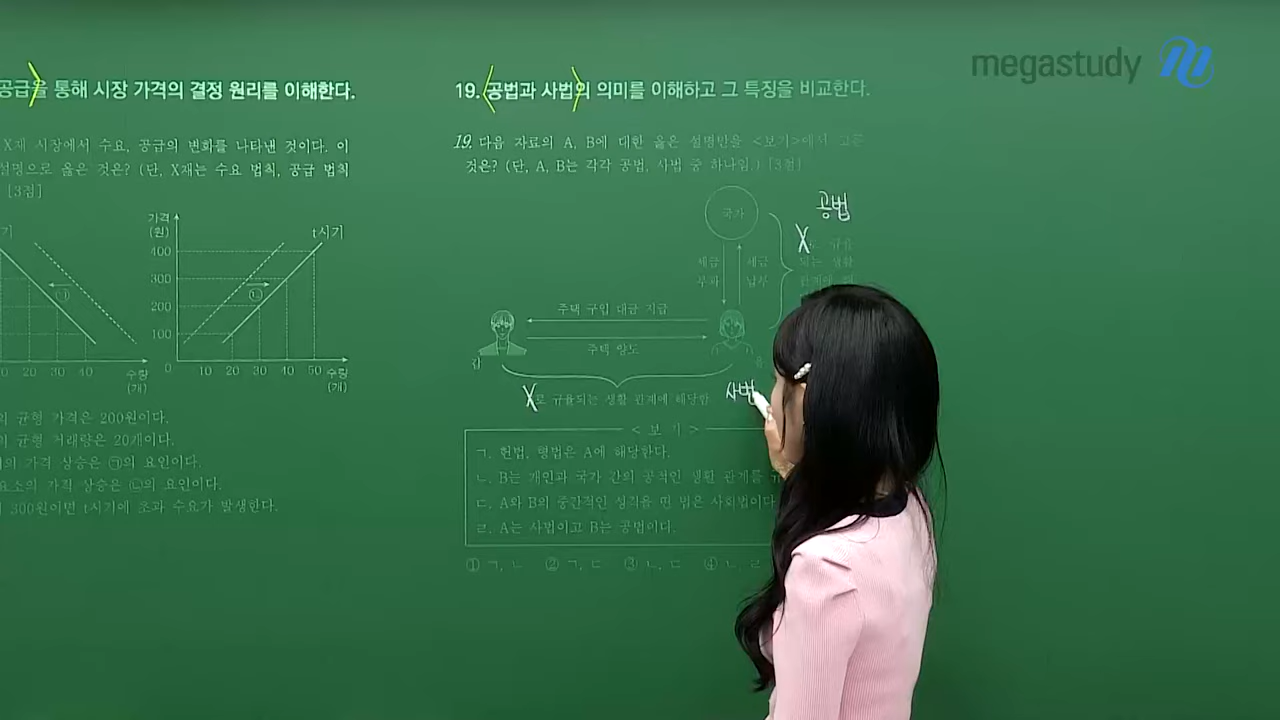 megastudy
공급을 통해 시장 가격의 결정 원리를 이해한다.
X재 시장에서 수요, 공급의 변화를 나타낸 것이다. 이
설명으로 옳은 것은? (단, X재는 수요 법칙, 공급 법칙
[3점]
가격
(원)
t시기
400
300
200
100
0
㉠
㉡
30 40
수량
(개)
10 20 30 40 50 수량
(개)
의 균형 가격은 200원이다.
의 균형 거래량은 20개이다.
의 가격 상승은 ㉠의 요인이다.
요소의 가격 상승은 ㉡의 요인이다.
300원이면 t시기에 초과 수요가 발생한다.
19. 공법과 사법의 의미를 이해하고 그 특징을 비교한다.
19. 다음 자료의 A, B에 대한 옳은 설명만을 <보기>에서 고른
것은? (단, A, B는 각각 공법, 사법 중 하나임.) [3점]
국가
공법
세금 부과
세금 납부
되는 생활
주택 구입 대금 지급
주택 양도
갑
을
로 규율되는 생활 관계에 해당함
사법
<보 기>
ㄱ. 헌법, 형법은 A에 해당한다.
ㄴ. B는 개인과 국가 간의 공적인 생활 관계를
ㄷ. A와 B의 중간적인 성격을 띤 법은 사회법이다
ㄹ. A는 사법이고 B는 공법이다.
① ㄱ, ㄴ ② ㄱ, ㄷ ③ ㄴ, ㄷ ④ ㄴ, ㄹ